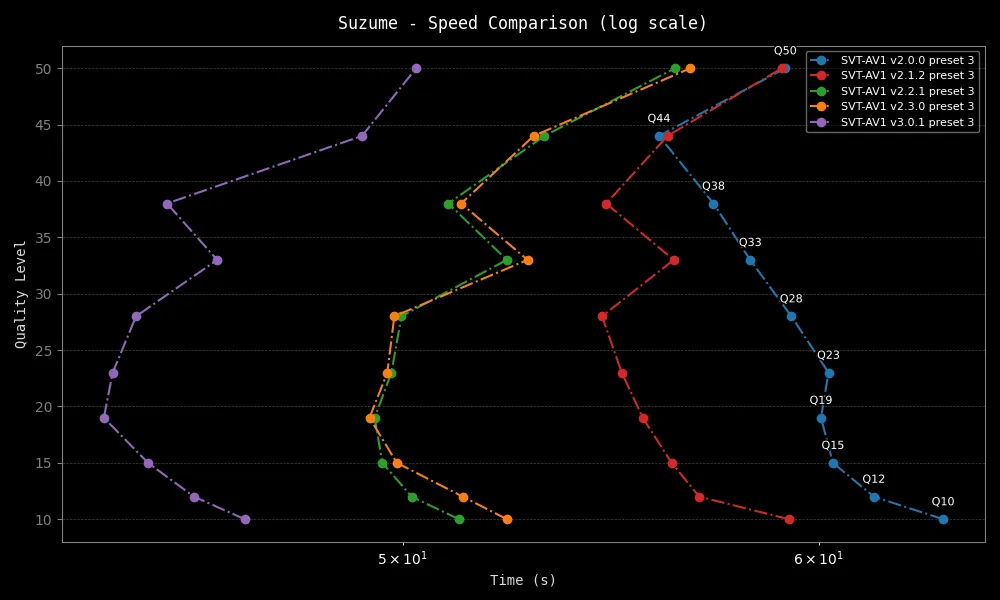 Suzume - Speed Comparison (log scale)
SVT-AV1 v2.0.0 preset 3
SVT-AV1 v2.1.2 preset 3
SVT-AV1 v2.2.1 preset 3
SVT-AV1 v2.3.0 preset 3
SVT-AV1 v3.0.1 preset 3
Q50
Q44
Q38
Q33
Q28
Q23
Q19
Q15
Q12
Q10
Quality Level
50
45
40
35
30
25
20
15
10
5 × 10¹
6 × 10¹
Time (s)